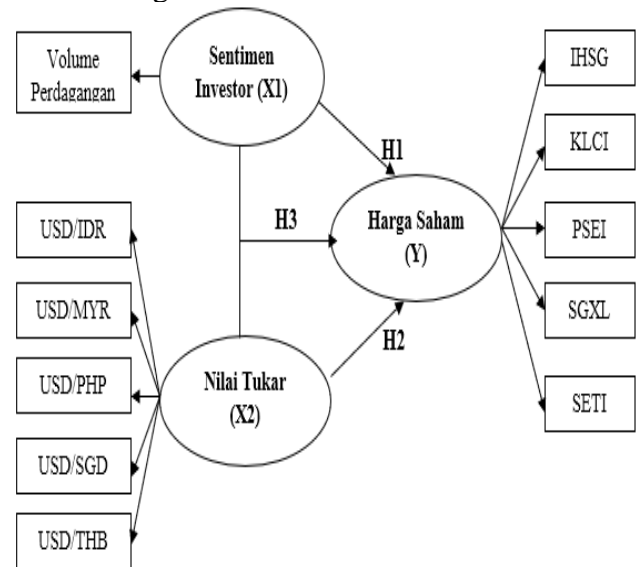 Volume
Perdagangan
Sentimen
Investor (X1)
IHSG
KLCI
H1
USD/IDR
H3
Harga Saham
(Y)
PSEI
USD/MYR
SGXL
H2
USD/PHP
Nilai Tukar
(X2)
SETI
USD/SGD
USD/THB